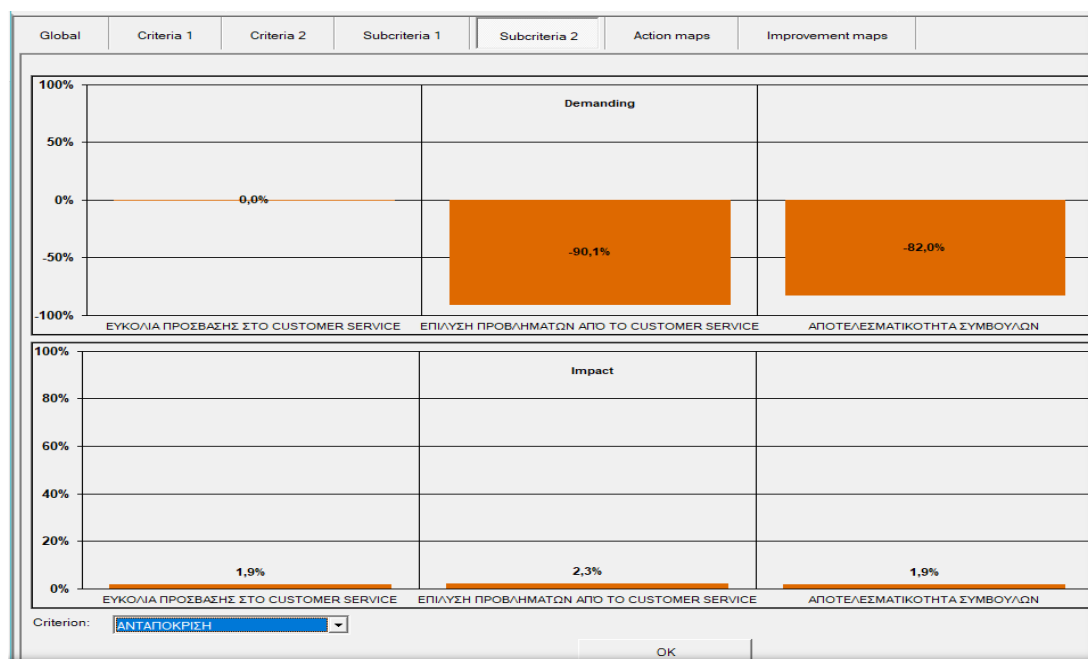 Global Criteria 1 Criteria 2 Subcriteria 1 Subcriteria 2 Action maps Improvement maps
100%
Demanding
50%
0%
0,0%
-50%
-90,1%
-82,0%
-100%
ΕΥΚΟΛΙΑ ΠΡΟΣΒΑΣΗΣ ΣΤΟ CUSTOMER SERVICE ΕΠΙΛΥΣΗ ΠΡΟΒΛΗΜΑΤΩΝ ΑΠΌ ΤΟ CUSTOMER SERVICE ΑΠΟΤΕΛΕΣΜΑΤΙΚΟΤΗΤΑ ΣΥΜΒΟΥΛΩΝ
100%
Impact
80%
60%
40%
20%
1,9% 2,3% 1,9%
0%
ΕΥΚΟΛΙΑ ΠΡΟΣΒΑΣΗΣ ΣΤΟ CUSTOMER SERVICE ΕΠΙΛΥΣΗ ΠΡΟΒΛΗΜΑΤΩΝ ΑΠΌ ΤΟ CUSTOMER SERVICE ΑΠΟΤΕΛΕΣΜΑΤΙΚΟΤΗΤΑ ΣΥΜΒΟΥΛΩΝ
Criterion: ΑΝΤΑΠΟΚΡΙΣΗ
OK